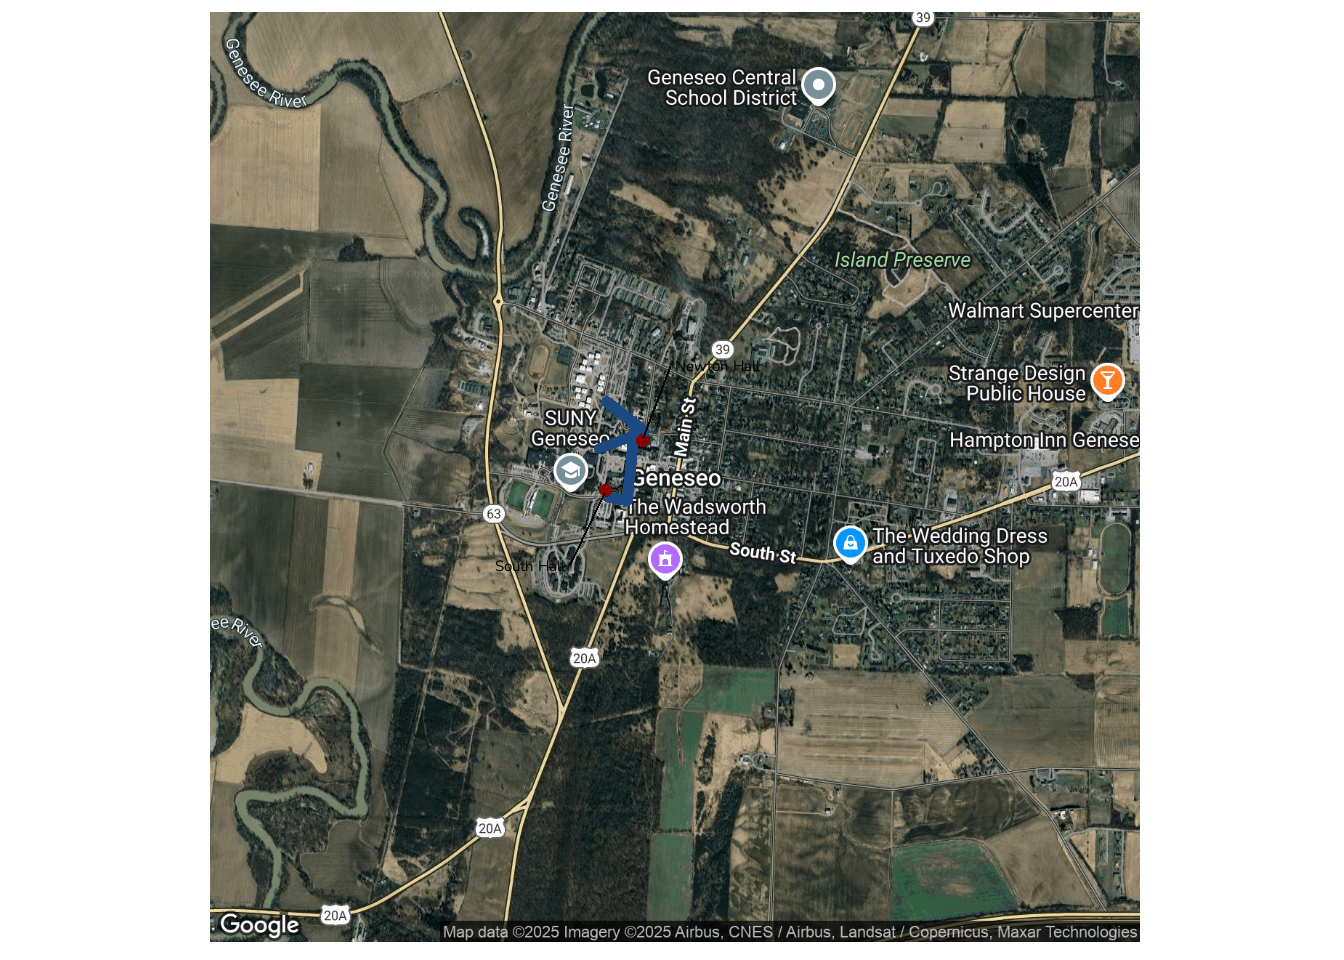 39
Geneseo Central
School District
Genesee River
Genesee River
Island Preserve
Walmart Supercenter
39
Newton Hall
Strange Design
Public House
Main St
SUNY
Geneseo
Hampton Inn Genese
Geneseo
20A
The Wadsworth
Homestead
63
South St
The Wedding Dress
and Tuxedo Shop
South Hall
ee River
20A
20A
20A
Google
Map data ©2025 Imagery ©2025 Airbus, CNES / Airbus, Landsat / Copernicus, Maxar Technologies